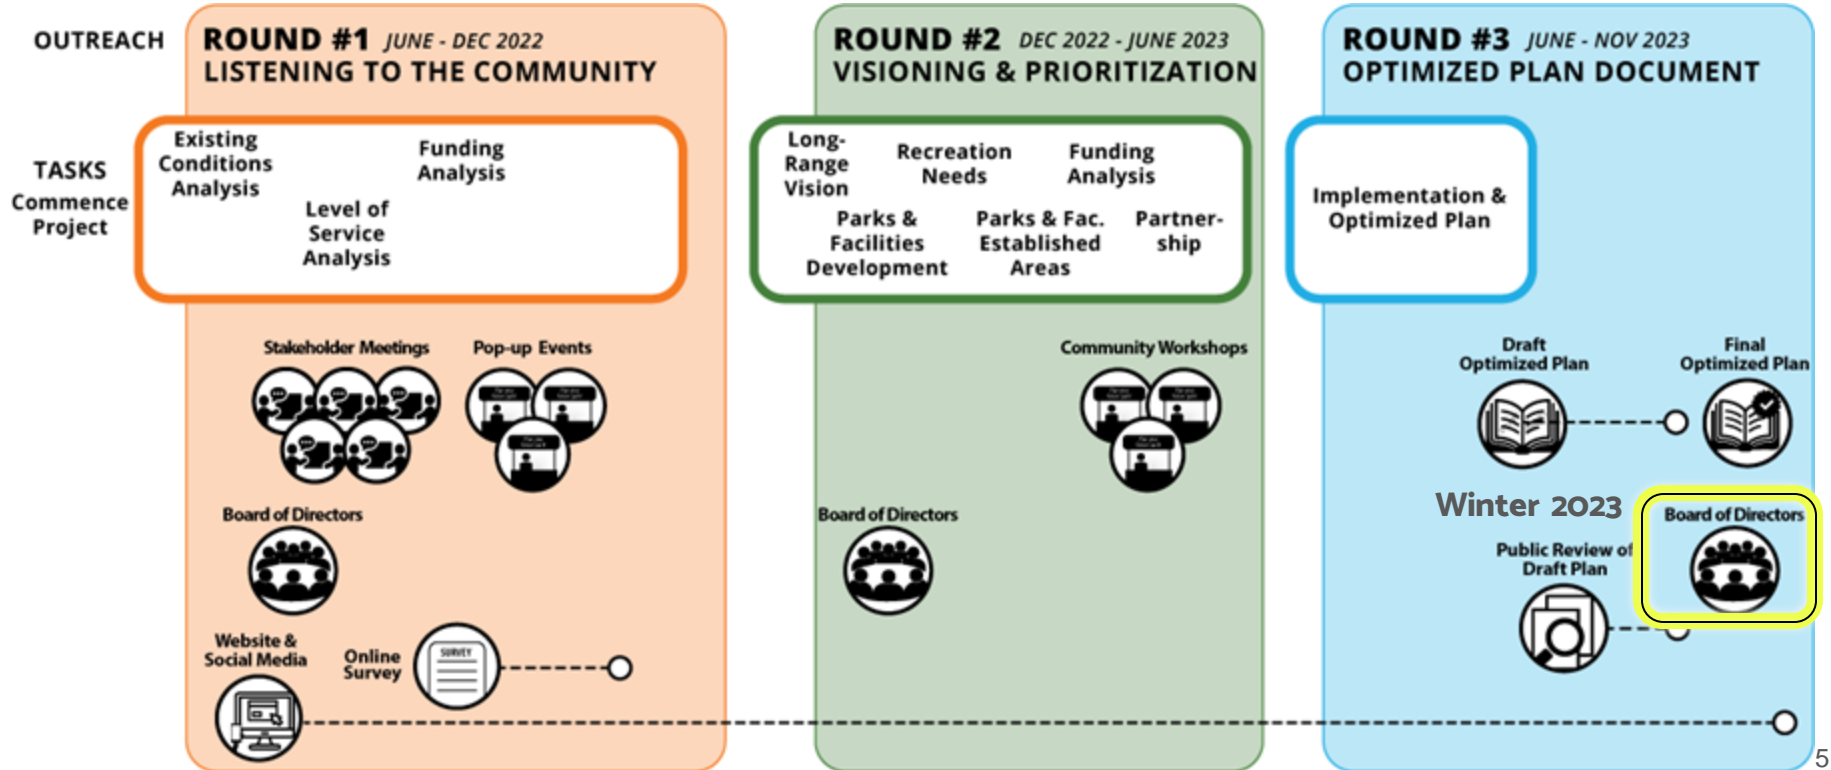 OUTREACH
ROUND #1 JUNE - DEC 2022
LISTENING TO THE COMMUNITY
ROUND #2 DEC 2022 - JUNE 2023
VISIONING & PRIORITIZATION
ROUND #3 JUNE - NOV 2023
OPTIMIZED PLAN DOCUMENT
TASKS
Commence
Project
Existing
Conditions
Analysis
Funding
Analysis
Level of
Service
Analysis
Long-
Range
Vision
Recreation
Needs
Funding
Analysis
Parks &
Facilities
Development
Parks & Fac.
Established
Areas
Partner-
ship
Implementation &
Optimized Plan
Stakeholder Meetings
Pop-up Events
Community Workshops
Draft
Optimized Plan
Final
Optimized Plan
Board of Directors
Board of Directors
Winter 2023
Board of Directors
Public Review of
Draft Plan
Website &
Social Media
Online
Survey
SURVEY
5